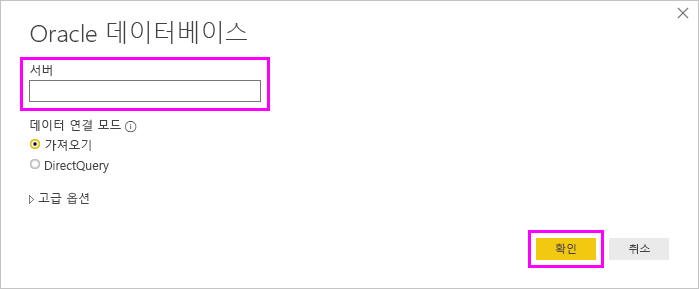 Oracle 데이터베이스
서버
데이터 연결 모드
가져오기
DirectQuery
고급 옵션
확인 취소